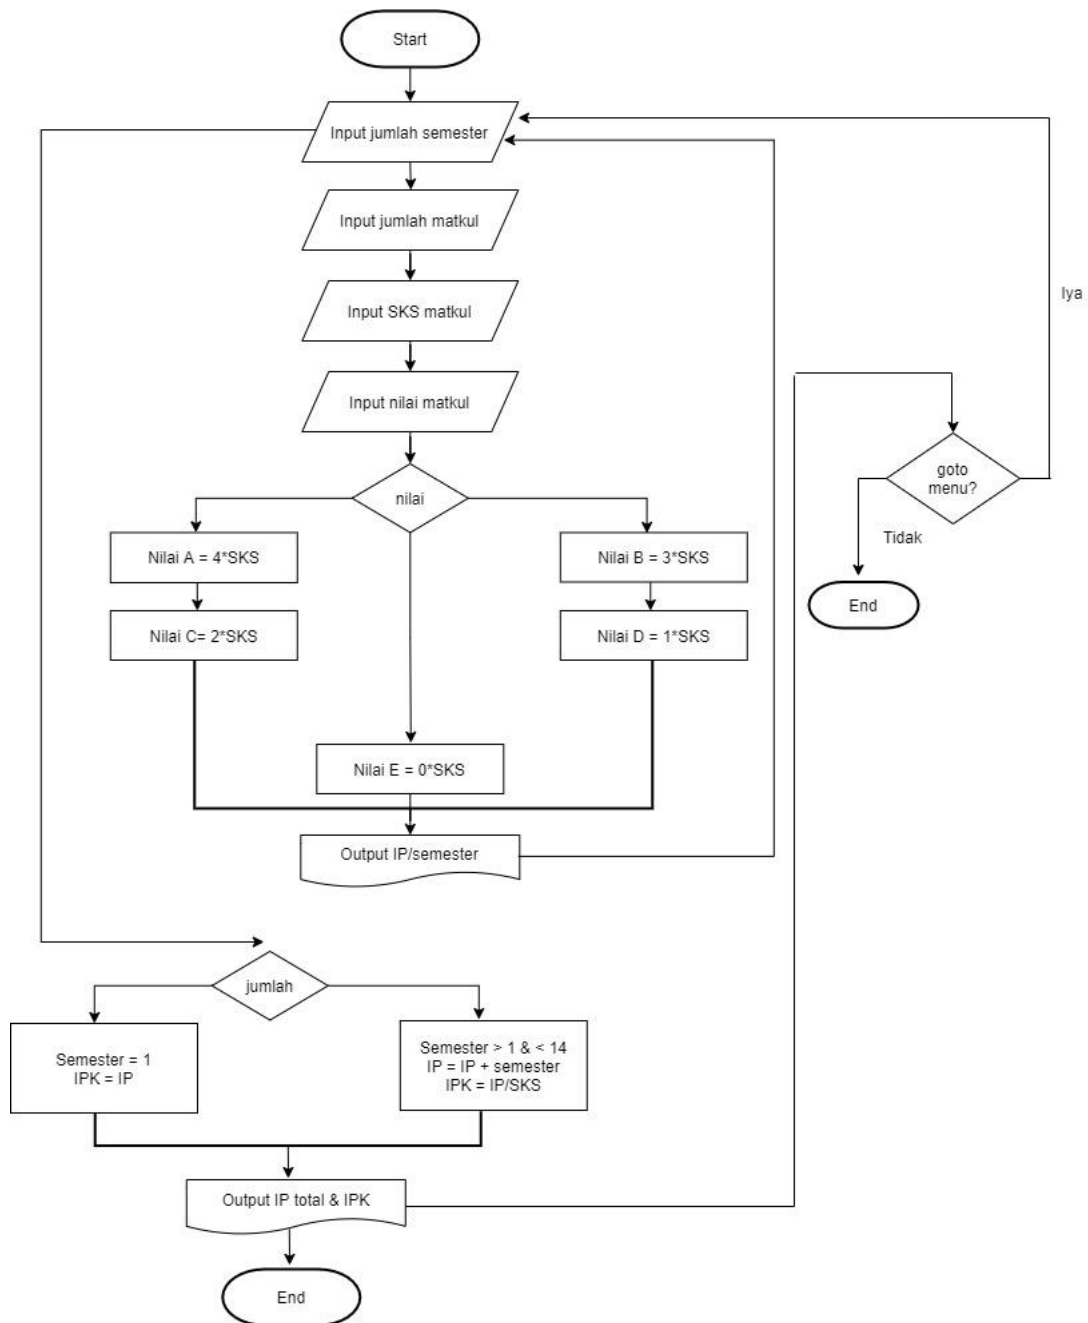 Start
Input jumlah semester
Input jumlah matkul
Input SKS matkul
Input nilai matkul
nilai
Nilai A = 4*SKS
Nilai B = 3*SKS
Nilai C= 2*SKS
Nilai D = 1*SKS
Nilai E = 0*SKS
Output IP/semester
jumlah
Semester = 1
IPK = IP
Semester > 1 & < 14
IP = IP + semester
IPK = IP/SKS
Output IP total & IPK
End
goto
menu?
Iya
Tidak
End